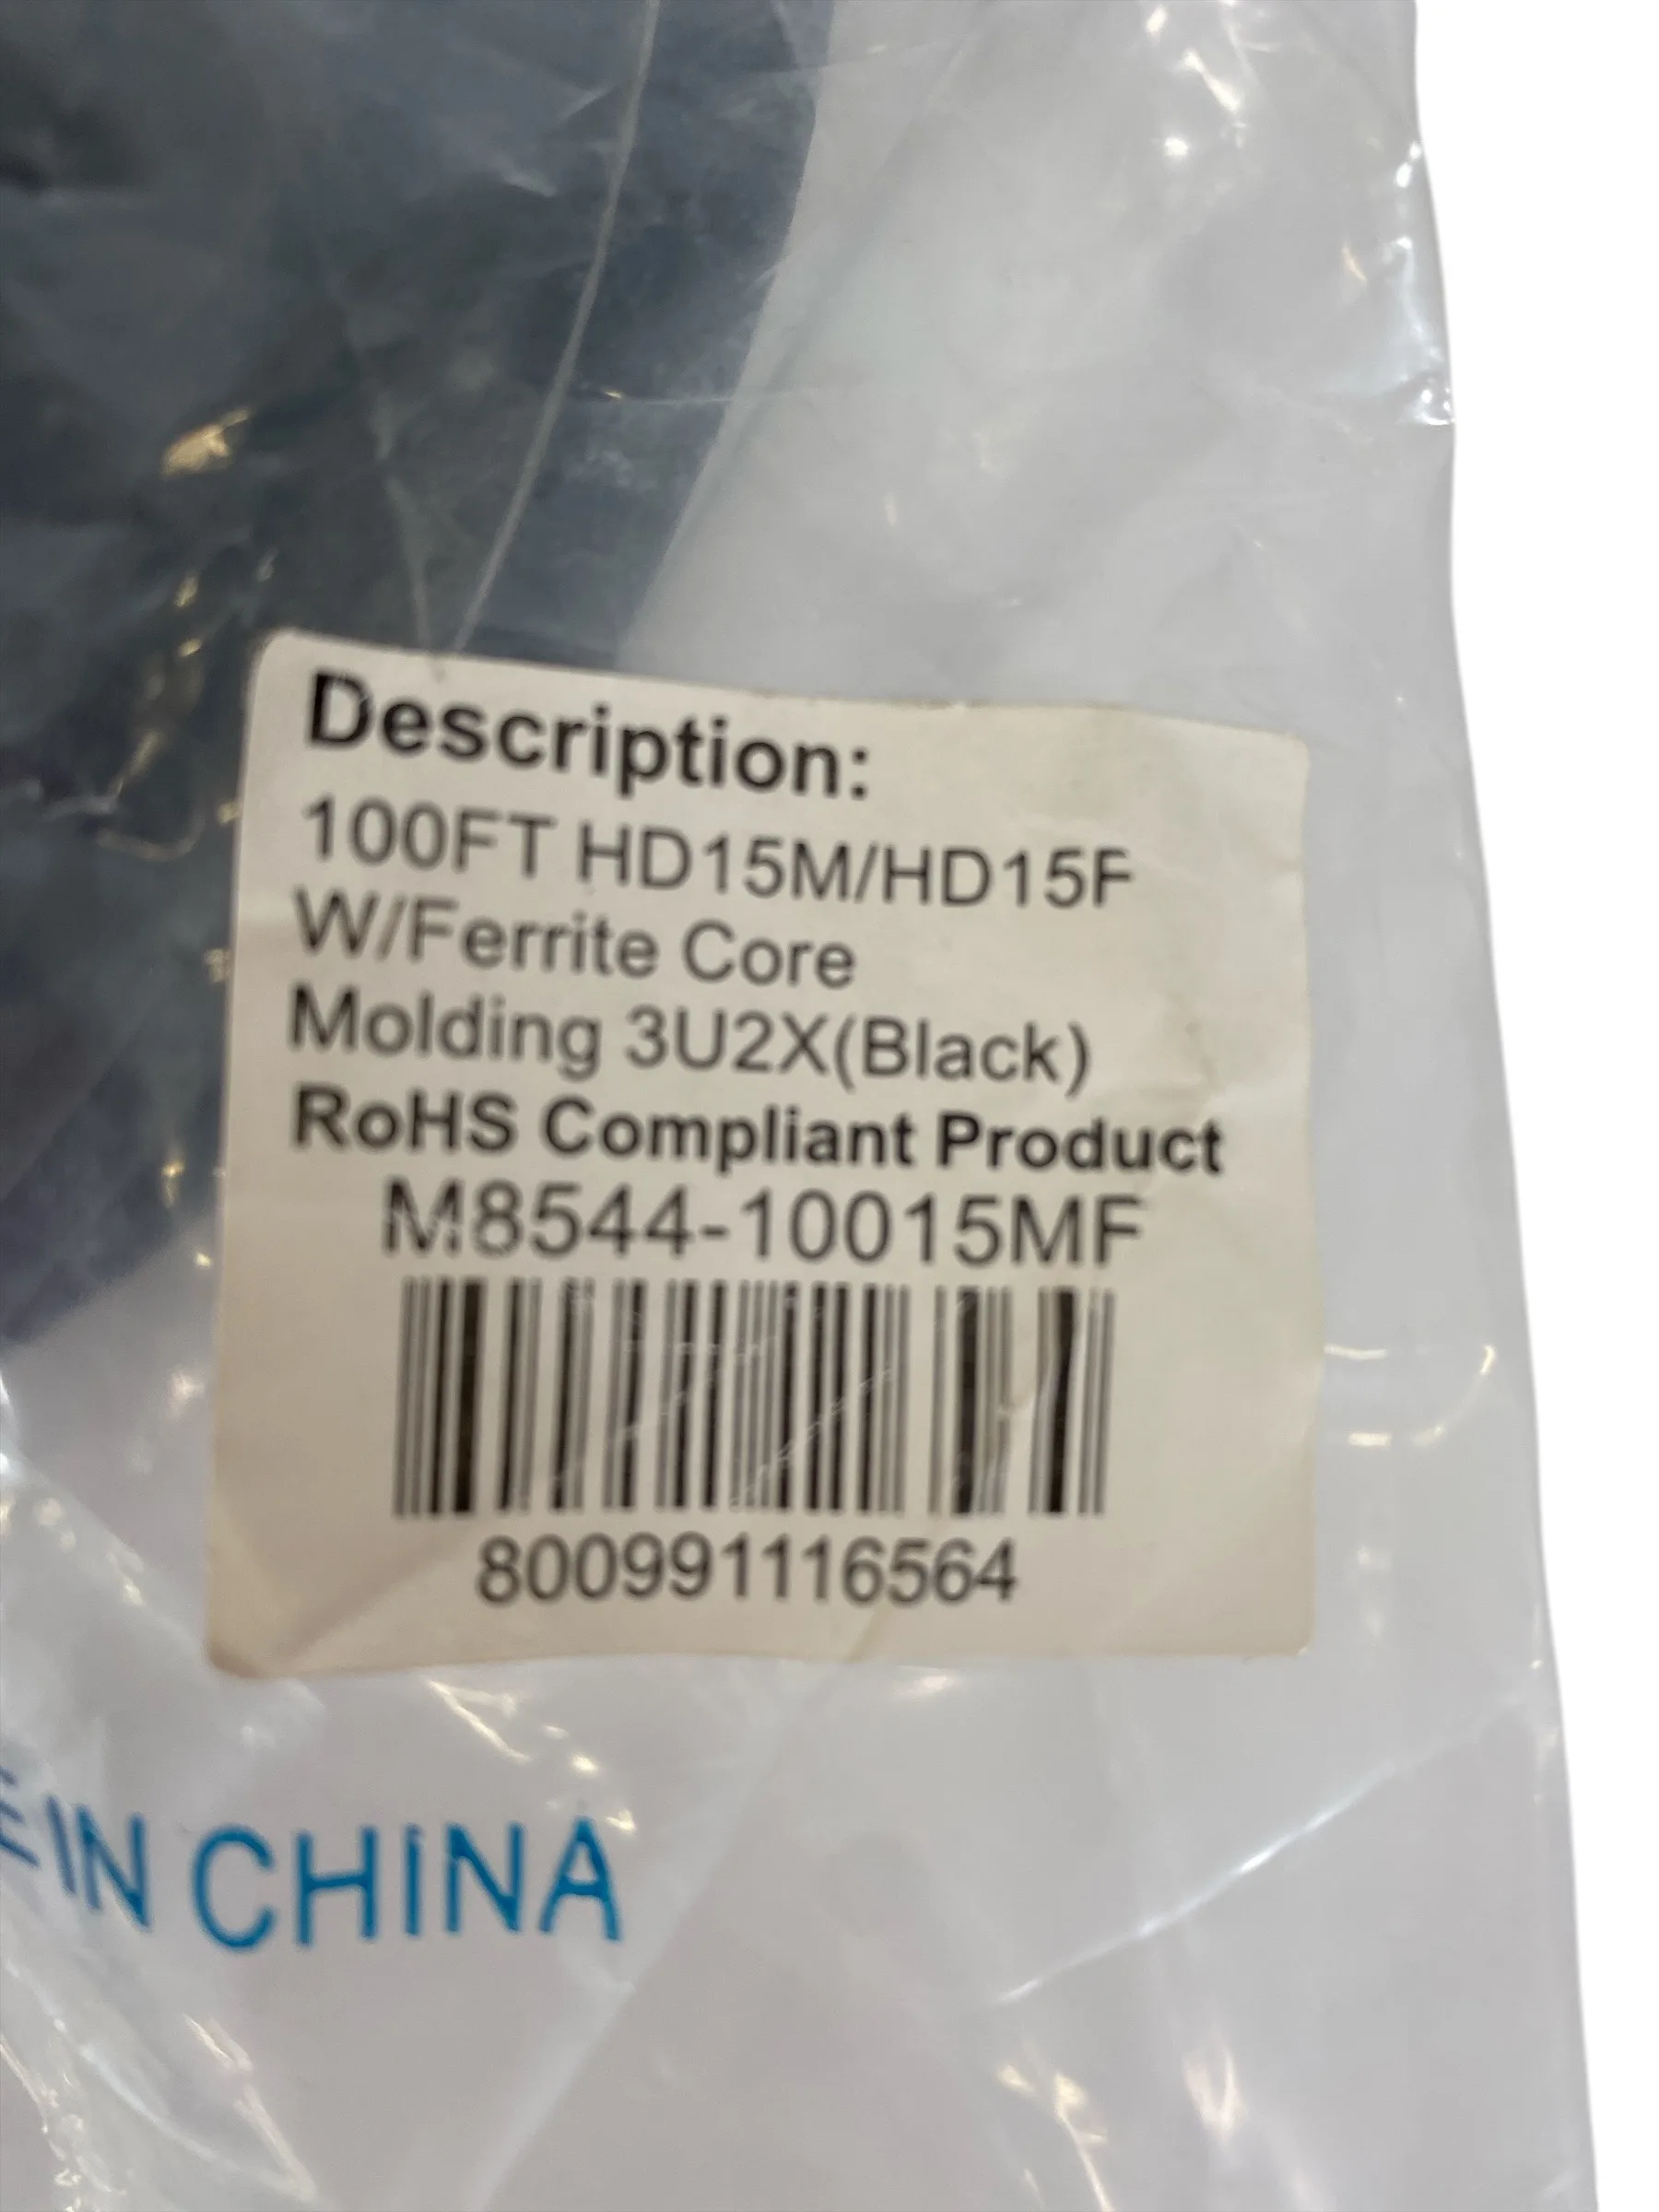 Description:
100FT HD15M/HD15F
W/Ferrite Core
Molding 3U2X(Black)
RoHS Compliant Product
M8544-10015MF
800991116564
IN CHINA